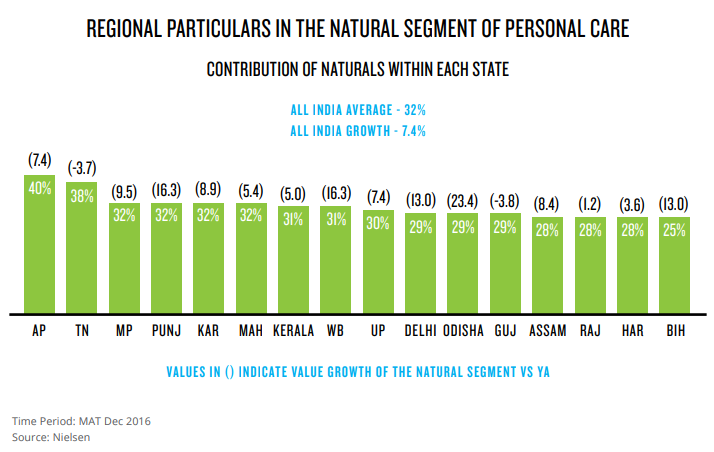 REGIONAL PARTICULARS IN THE NATURAL SEGMENT OF PERSONAL CARE
CONTRIBUTION OF NATURALS WITHIN EACH STATE
ALL INDIA AVERAGE - 32%
ALL INDIA GROWTH - 7.4%
(7.4) (-3.7) (9.5) (16.3) (8.9) (5.4) (5.0) (16.3) (7.4) (13.0) (23.4) (-3.8) (8.4) (1.2) (3.6) (13.0)
40% 38% 32% 32% 32% 32% 31% 31% 30% 29% 29% 29% 28% 28% 28% 25%
AP TN MP PUNJ KAR MAH KERALA WB UP DELHI ODISHA GUJ ASSAM RAJ HAR BIH
VALUES IN () INDICATE VALUE GROWTH OF THE NATURAL SEGMENT VS YA
Time Period: MAT Dec 2016
Source: Nielsen